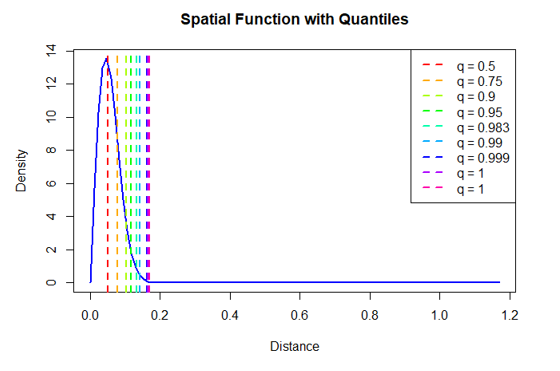 Spatial Function with Quantiles
Density
14
12
10
8
6
4
2
0
q = 0.5
q = 0.75
q = 0.9
q = 0.95
q = 0.983
q = 0.99
q = 0.999
q = 1
q = 1
0.0 0.2 0.4 0.6 0.8 1.0 1.2
Distance